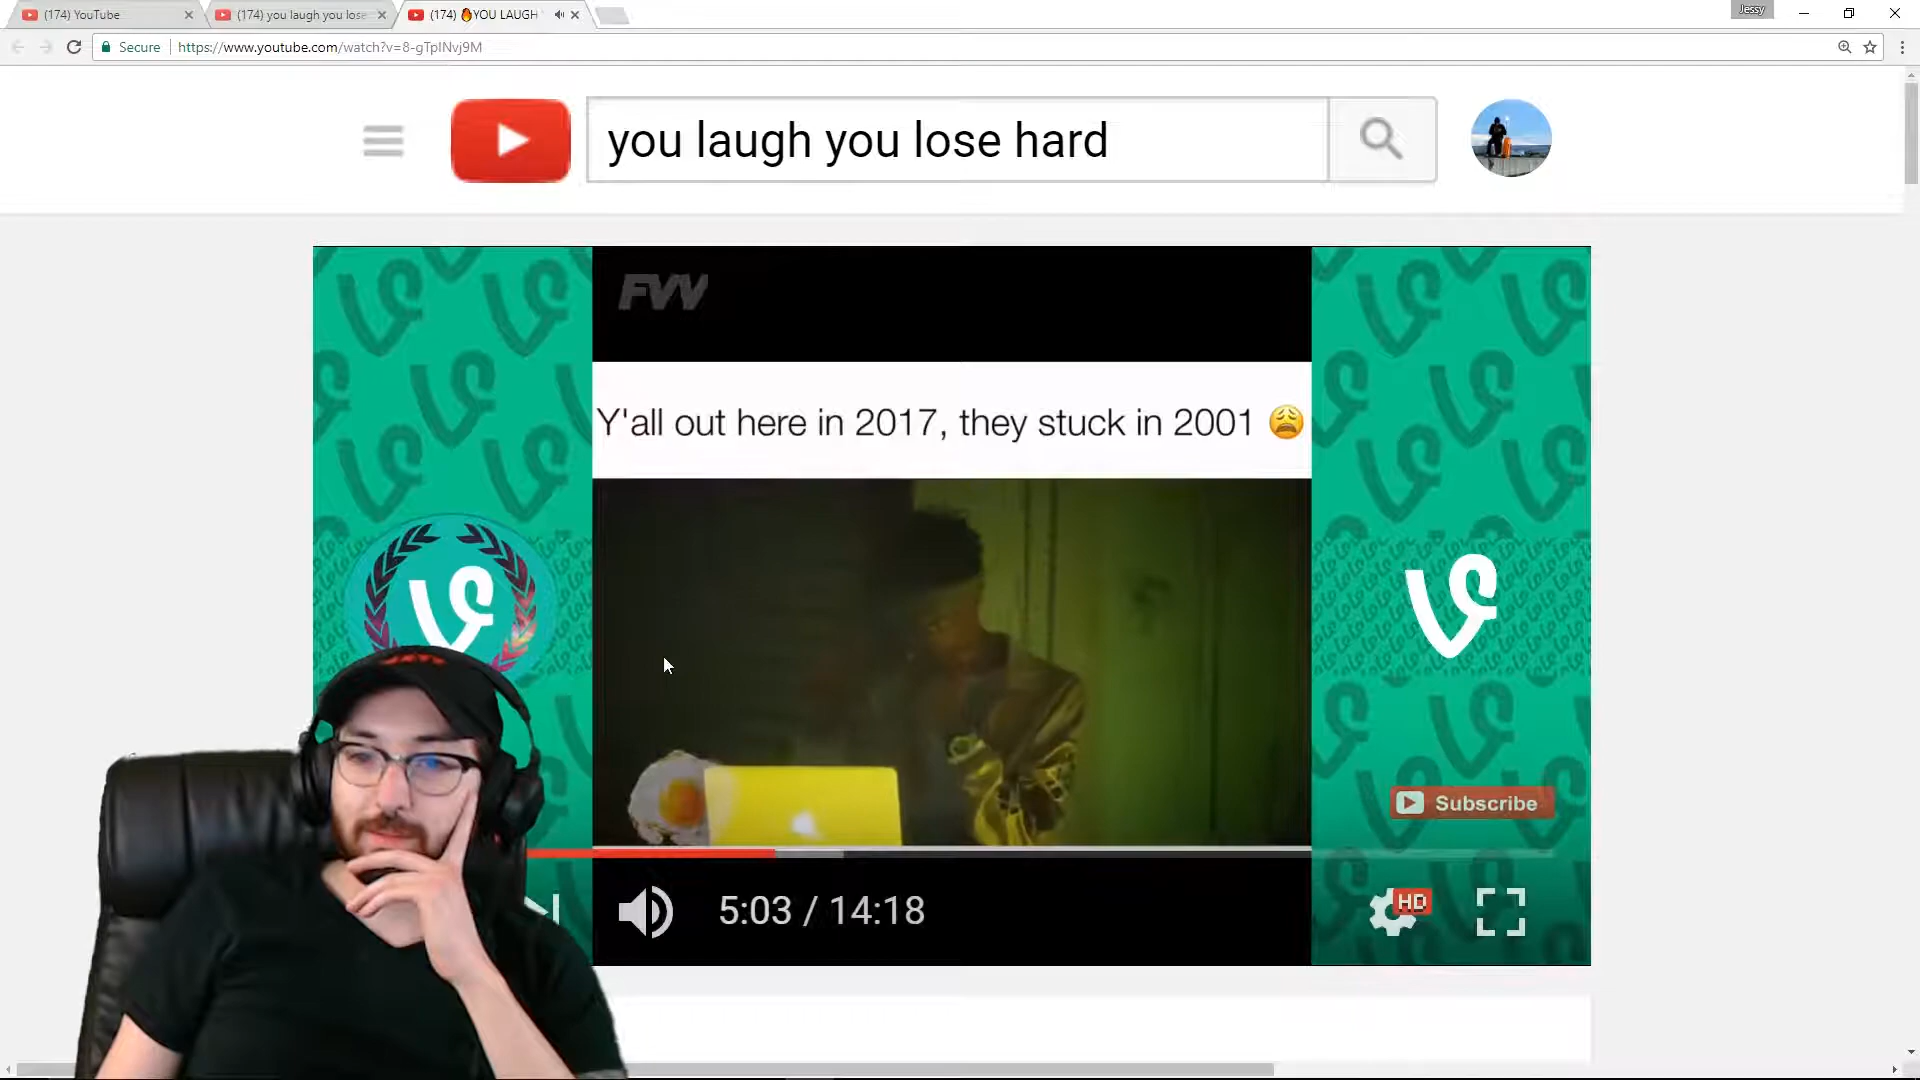 (174) YouTube
(174) you laugh you lose
(174) 🔥YOU LAUGH
Jessy
Secure
https://www.youtube.com/watch?v=8-gTpINvj9M
you laugh you lose hard
FVV
Y'all out here in 2017, they stuck in 2001 😩
Subscribe
5:03 / 14:18
HD